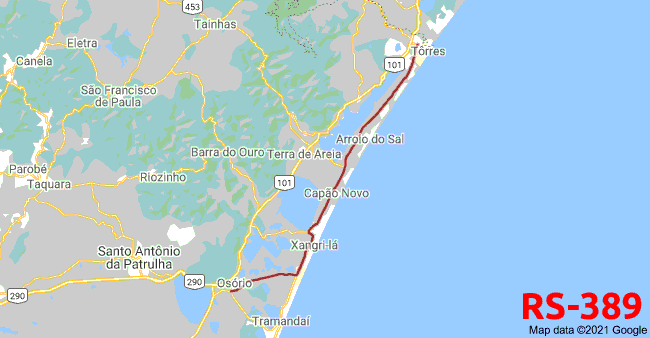 453
Tainhas
Eletra
Canela
Tôrres
101
São Francisco
de Paula
Arroio do Sal
Barra do Ouro
Terra de Areia
Parobé
Taquara
Riozinho
101
Capão Novo
Santo Antônio
da Patrulha
Xangri-lá
290
290
Osório
Tramandaí
RS-389
Map data ©2021 Google